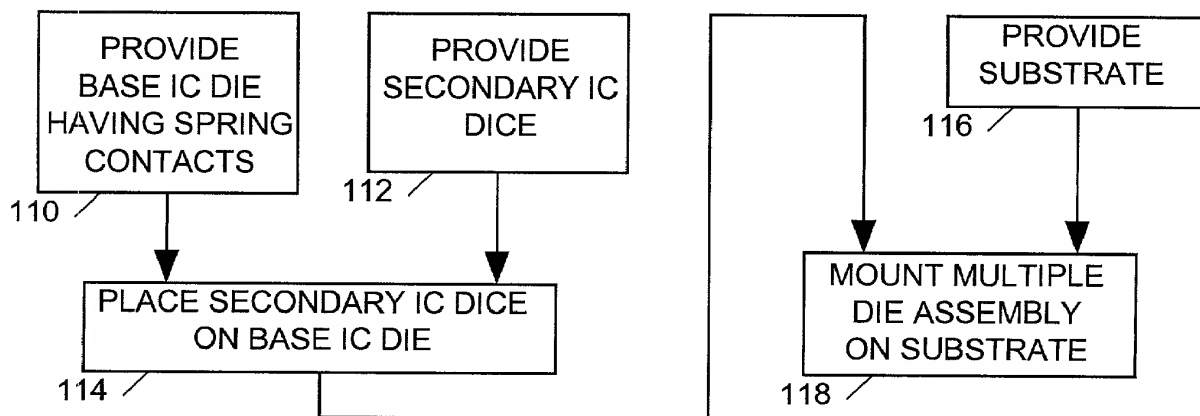 PROVIDE
BASE IC DIE
HAVING SPRING
CONTACTS
110
PROVIDE
SECONDARY IC
DICE
112
PLACE SECONDARY IC DICE
ON BASE IC DIE
114
PROVIDE
SUBSTRATE
116
MOUNT MULTIPLE
DIE ASSEMBLY
ON SUBSTRATE
118